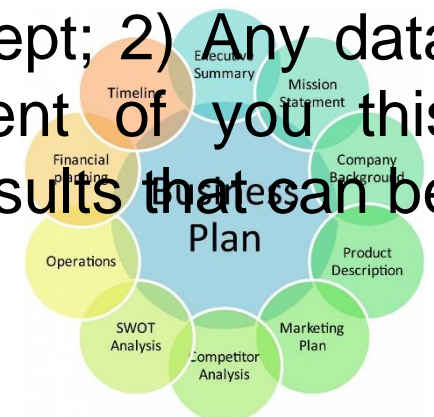 ept; 2) Any data
ent of you this
sults that can be
Executive
Summary
Mission
Statement
Company
Background
Product
Description
Marketing
Plan
Competitor
Analysis
SWOT
Analysis
Operations
Financial
planning
Timeline
Business
Plan